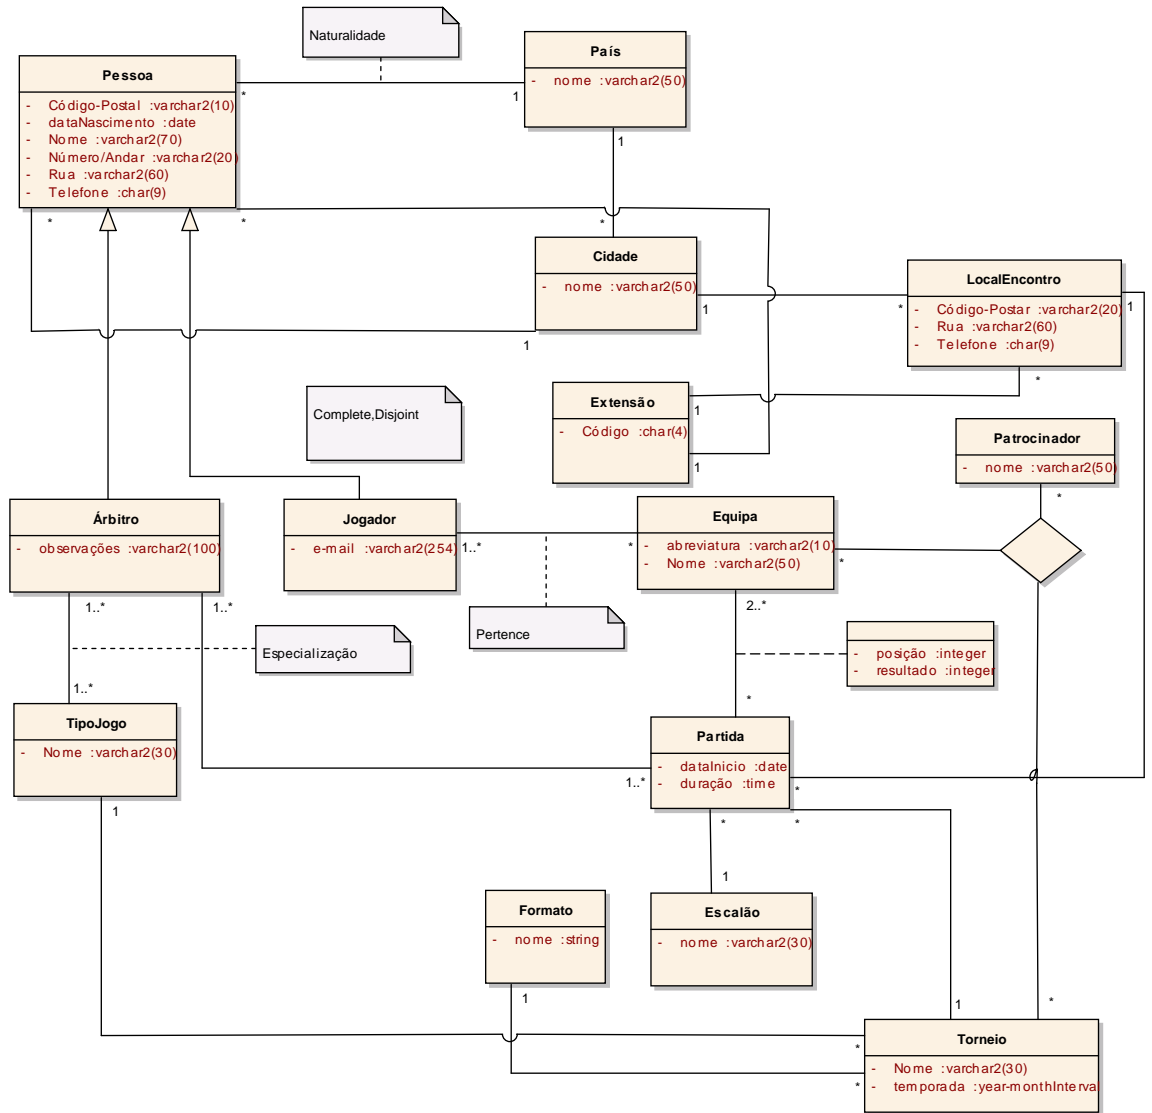 Naturalidade
País
- nome :varchar2(50)
Pessoa
- Código-Postal :varchar2(10)
- dataNascimento :date
- Nome :varchar2(70)
- Número/Andar :varchar2(20)
- Rua :varchar2(60)
- Telefone :char(9)
*
1
1
*
*
*
Cidade
- nome :varchar2(50)
1
*
1
LocalEncontro
- Código-Postar :varchar2(20)
- Rua :varchar2(60)
- Telefone :char(9)
1
*
Extensão
- Código :char(4)
1
1
Complete,Disjoint
Patrocinador
- nome :varchar2(50)
*
Árbitro
- observações :varchar2(100)
Jogador
- e-mail :varchar2(254)
1..*
*
Equipa
- abreviatura :varchar2(10)
- Nome :varchar2(50)
*
1..*
1..*
2..*
Pertence
Especialização
- posição :integer
- resultado :integer
1..*
*
TipoJogo
- Nome :varchar2(30)
1
Partida
- dataInicio :date
- duração :time
1..*
*
*
*
1
Escalão
- nome :varchar2(30)
Formato
- nome :string
1
1
*
Torneio
- Nome :varchar2(30)
- temporada :year-monthInterval
*
*